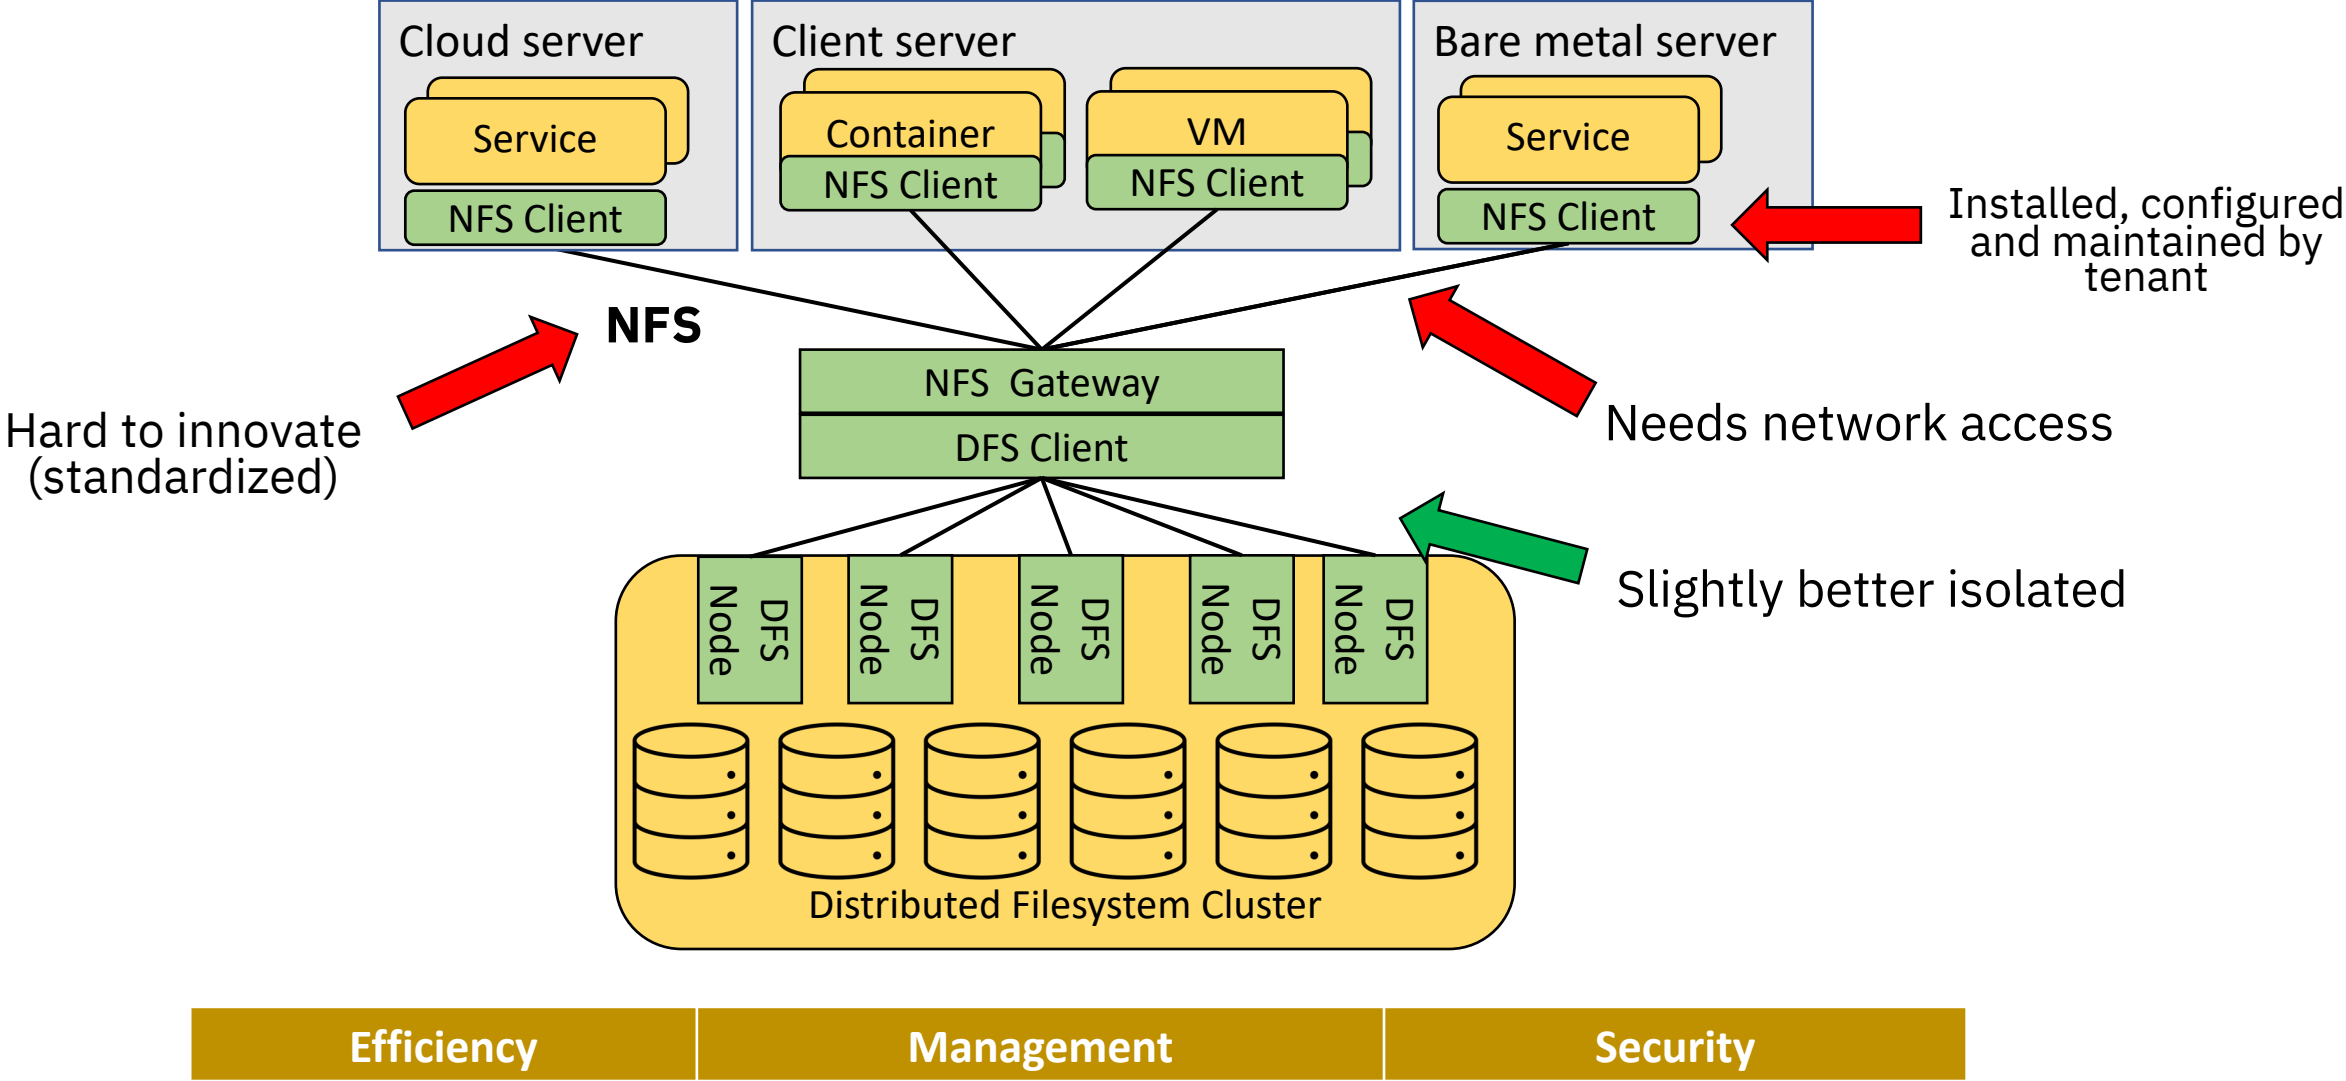 Cloud server
Client server
Bare metal server
Service
Container
VM
Service
NFS Client
NFS Client
NFS Client
NFS Client
Installed, configured
and maintained by
tenant
NFS
Hard to innovate
(standardized)
NFS Gateway
DFS Client
Needs network access
Slightly better isolated
DFS
Node
DFS
Node
DFS
Node
DFS
Node
DFS
Node
Distributed Filesystem Cluster
Efficiency
Management
Security